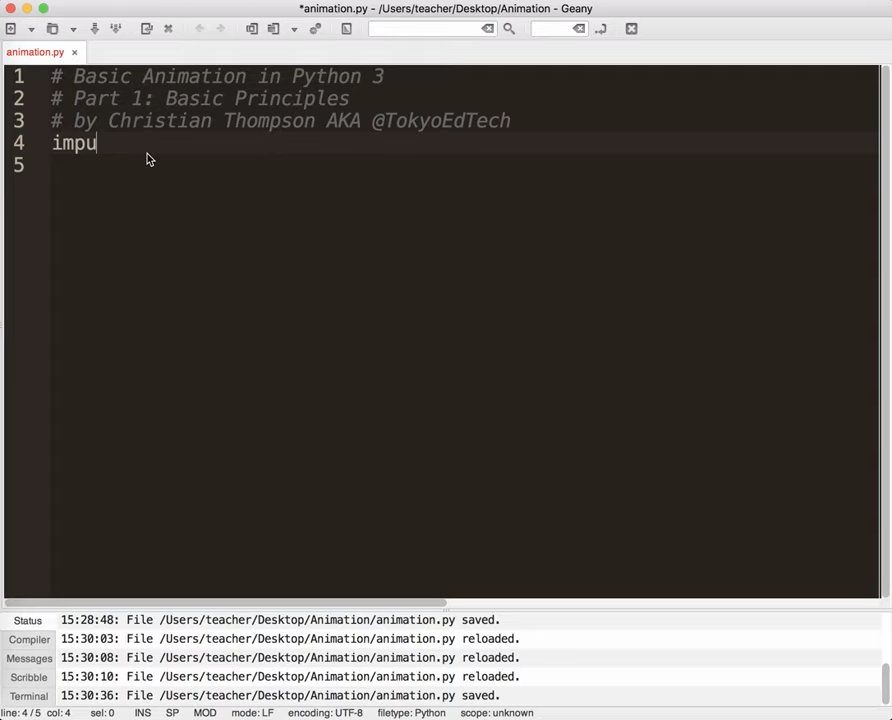 *animation.py - /Users/teacher/Desktop/Animation - Geany
animation.py ×
1 # Basic Animation in Python 3
2 # Part 1: Basic Principles
3 # by Christian Thompson AKA @TokyoEdTech
4 impu
5
Status
15:28:48: File /Users/teacher/Desktop/Animation/animation.py saved.
Compiler
15:30:03: File /Users/teacher/Desktop/Animation/animation.py reloaded.
Messages
15:30:08: File /Users/teacher/Desktop/Animation/animation.py reloaded.
Scribble
15:30:10: File /Users/teacher/Desktop/Animation/animation.py reloaded.
Terminal
15:30:36: File /Users/teacher/Desktop/Animation/animation.py saved.
line: 4 / 5 col: 4 sel: 0 INS SP MOD mode: LF encoding: UTF-8 filetype: Python scope: unknown